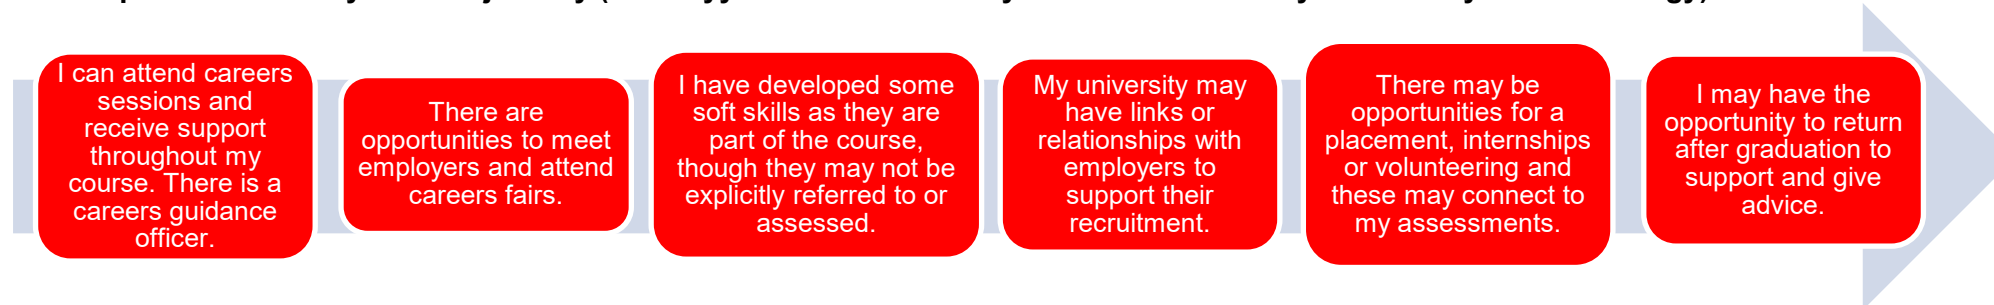 I can attend careers
sessions and
receive support
throughout my
course. There is a
careers guidance
officer.
There are
opportunities to meet
employers and attend
careers fairs.
I have developed some
soft skills as they are
part of the course,
though they may not be
explicitly referred to or
assessed.
My university may
have links or
relationships with
employers to
support their
recruitment.
There may be
opportunities for a
placement, internships
or volunteering and
these may connect to
my assessments.
I may have the
opportunity to return
after graduation to
support and give
advice.